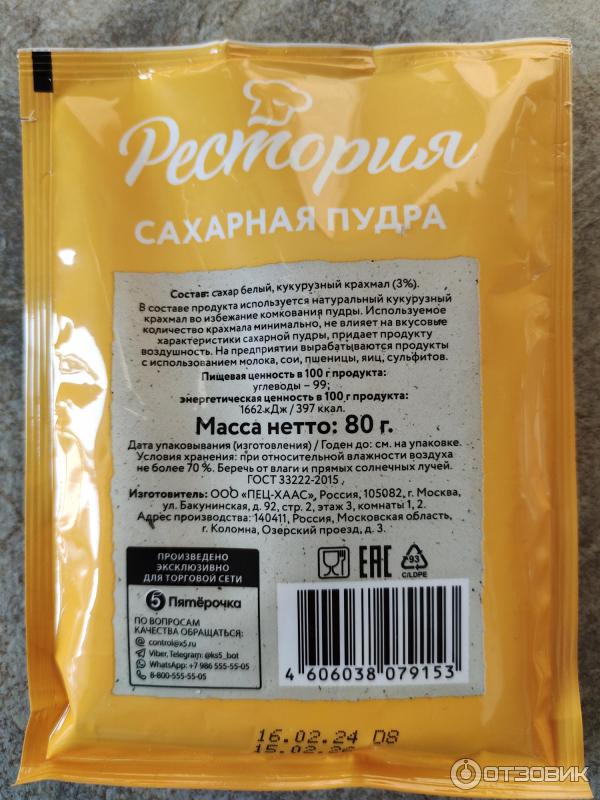 Рестория
САХАРНАЯ ПУДРА
Состав: сахар белый, кукурузный крахмал (3%).
В составе продукта используется натуральный кукурузный
крахмал во избежание комкования пудры. Используемое
количество крахмала минимально, не влияет на вкусовые
характеристики сахарной пудры, придает продукту
воздушность. На предприятии вырабатываются продукты
с использованием молока, сои, пшеницы, яиц, сульфитов.
Пищевая ценность в 100 г продукта:
углеводы – 99;
энергетическая ценность в 100 г продукта:
1662 кДж / 397 ккал.
Масса нетто: 80 г.
Дата упаковывания (изготовления) / Годен до: см. на упаковке.
Условия хранения: при относительной влажности воздуха
не более 70 %. Беречь от влаги и прямых солнечных лучей.
ГОСТ 33222-2015
Изготовитель: ООО «ПЕЦ-ХААС», Россия, 105082, г. Москва,
ул. Бакунинская, д. 92, стр. 2, этаж 3, комнаты 1, 2.
Адрес производства: 140411, Россия, Московская область,
г. Коломна, Озерский проезд, д. 3.
ПРОИЗВЕДЕНО
ЭКСКЛЮЗИВНО
ДЛЯ ТОРГОВОЙ СЕТИ
5 Пятёрочка
ПО ВОПРОСАМ
КАЧЕСТВА ОБРАЩАТЬСЯ:
control@x5.ru
Viber, Telegram: @ks5_bot
WhatsApp: +7 986 555-55-05
8-800-555-55-05
EAC
93
C/LDPE
4 606038 079153
16.02.24 D8
15.02.26
ОТЗОВИК